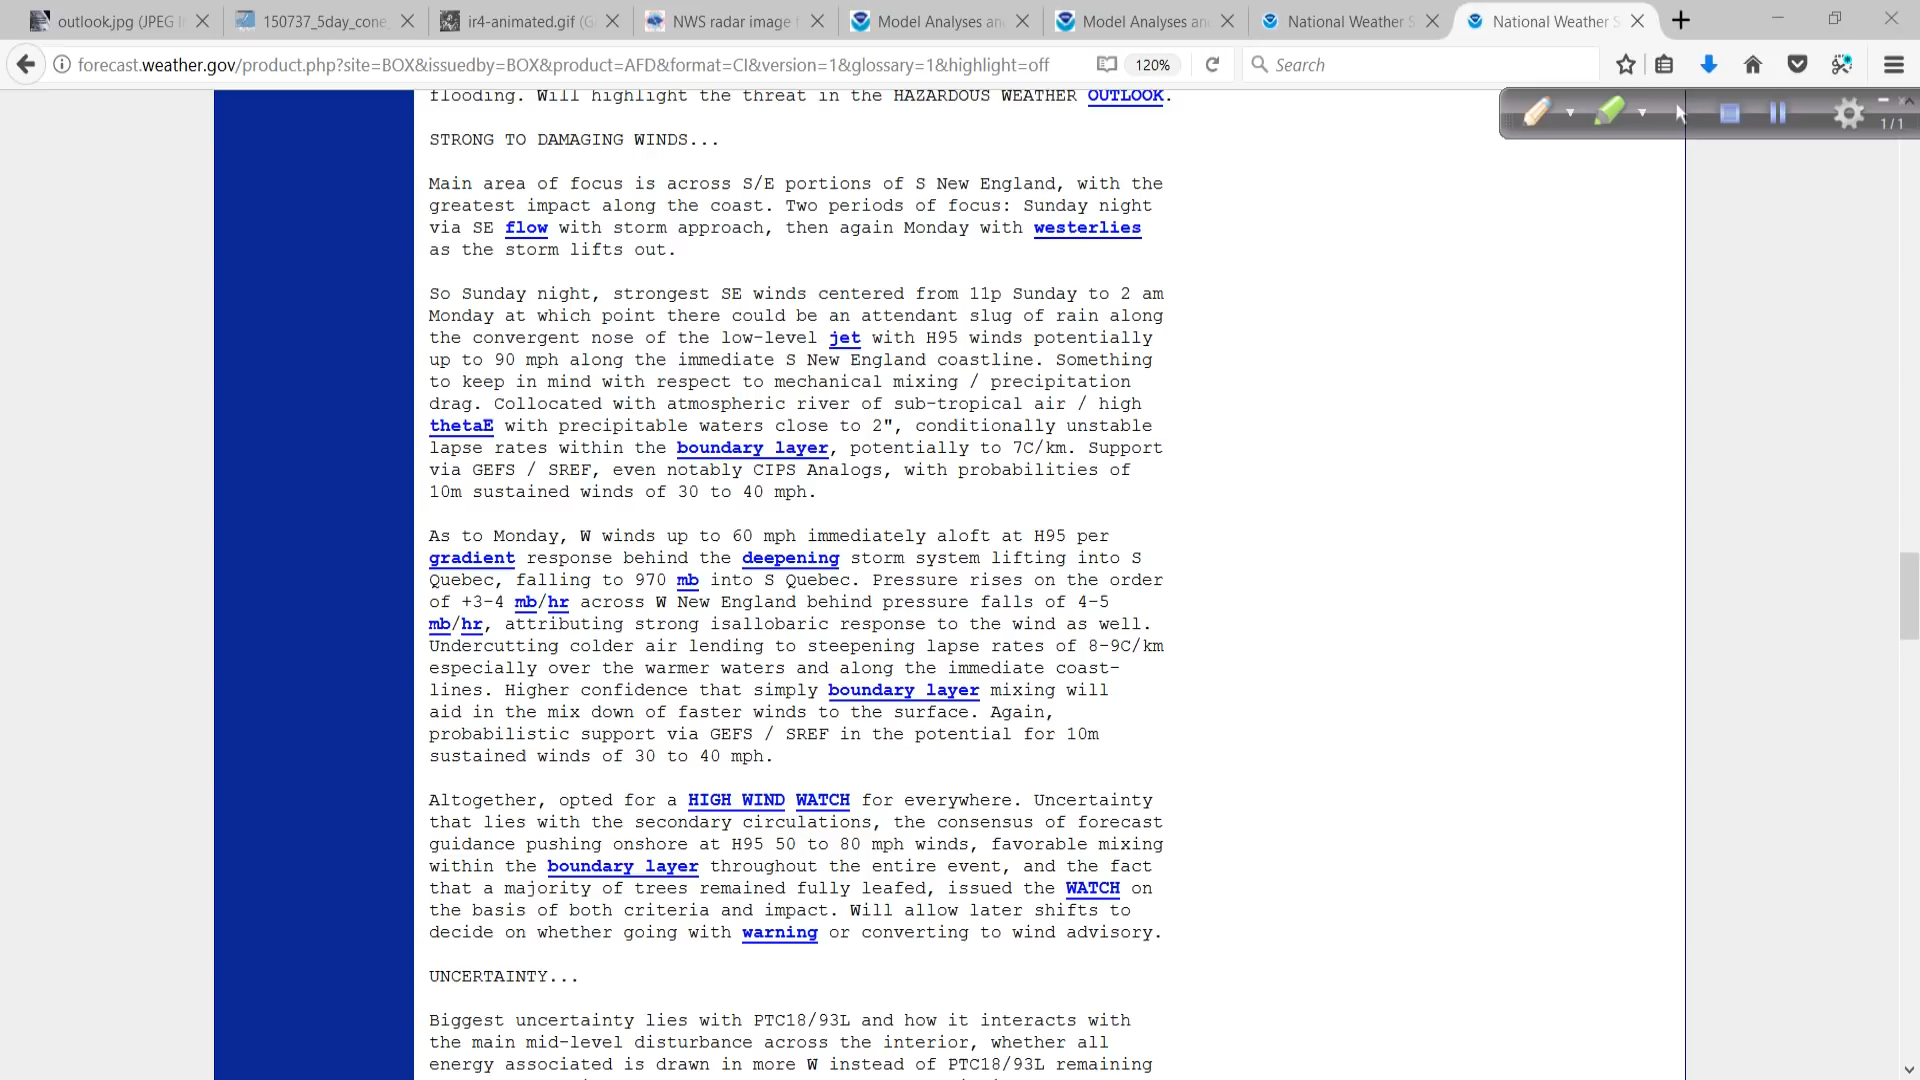 outlook.jpg (JPEG I
150737_5day_cone_
ir4-animated.gif (G
NWS radar image f
Model Analyses an
Model Analyses an
National Weather S
National Weather S
forecast.weather.gov/product.php?site=BOX&issuedby=BOX&product=AFD&format=CI&version=1&glossary=1&highlight=off
120%
Search
1/1
flooding. Will highlight the threat in the HAZARDOUS WEATHER OUTLOOK.
STRONG TO DAMAGING WINDS...
Main area of focus is across S/E portions of S New England, with the
greatest impact along the coast. Two periods of focus: Sunday night
via SE flow with storm approach, then again Monday with westerlies
as the storm lifts out.
So Sunday night, strongest SE winds centered from 11p Sunday to 2 am
Monday at which point there could be an attendant slug of rain along
the convergent nose of the low-level jet with H95 winds potentially
up to 90 mph along the immediate S New England coastline. Something
to keep in mind with respect to mechanical mixing / precipitation
drag. Collocated with atmospheric river of sub-tropical air / high
thetaE with precipitable waters close to 2", conditionally unstable
lapse rates within the boundary layer, potentially to 7C/km. Support
via GEFS / SREF, even notably CIPS Analogs, with probabilities of
10m sustained winds of 30 to 40 mph.
As to Monday, W winds up to 60 mph immediately aloft at H95 per
gradient response behind the deepening storm system lifting into S
Quebec, falling to 970 mb into S Quebec. Pressure rises on the order
of +3-4 mb/hr across W New England behind pressure falls of 4-5
mb/hr, attributing strong isallobaric response to the wind as well.
Undercutting colder air lending to steepening lapse rates of 8-9C/km
especially over the warmer waters and along the immediate coast-
lines. Higher confidence that simply boundary layer mixing will
aid in the mix down of faster winds to the surface. Again,
probabilistic support via GEFS / SREF in the potential for 10m
sustained winds of 30 to 40 mph.
Altogether, opted for a HIGH WIND WATCH for everywhere. Uncertainty
that lies with the secondary circulations, the consensus of forecast
guidance pushing onshore at H95 50 to 80 mph winds, favorable mixing
within the boundary layer throughout the entire event, and the fact
that a majority of trees remained fully leafed, issued the WATCH on
the basis of both criteria and impact. Will allow later shifts to
decide on whether going with warning or converting to wind advisory.
UNCERTAINTY...
Biggest uncertainty lies with PTC18/93L and how it interacts with
the main mid-level disturbance across the interior, whether all
energy associated is drawn in more W instead of PTC18/93L remaining